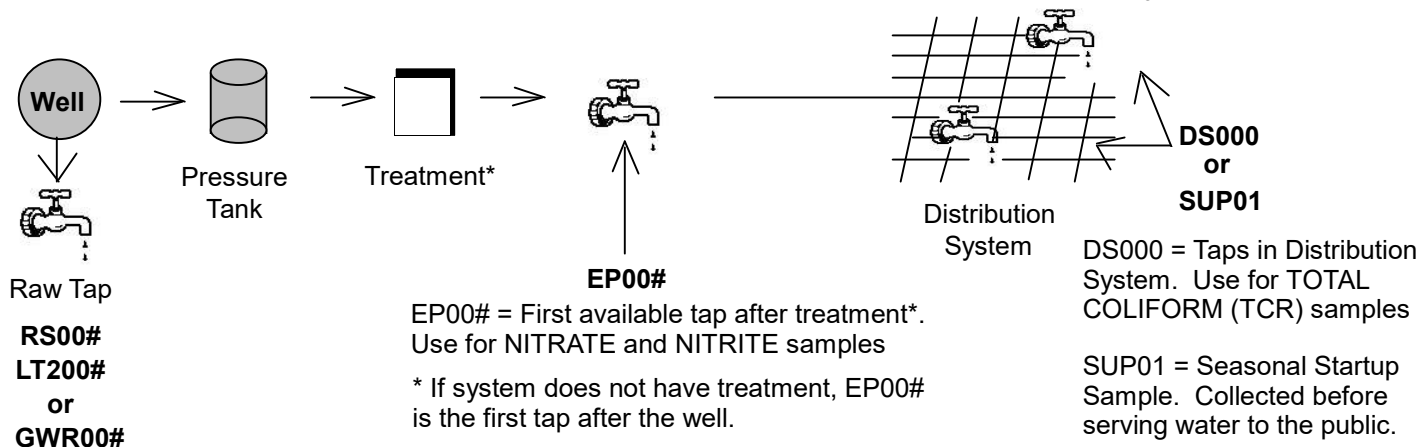 Well
Pressure
Tank
Treatment*
Raw Tap
RS00#
LT200#
or
GWR00#
EP00#
EP00# = First available tap after treatment*.
Use for NITRATE and NITRITE samples
* If system does not have treatment, EP00#
is the first tap after the well.
Distribution
System
DS000
or
SUP01
DS000 = Taps in Distribution
System. Use for TOTAL
COLIFORM (TCR) samples
SUP01 = Seasonal Startup
Sample. Collected before
serving water to the public.